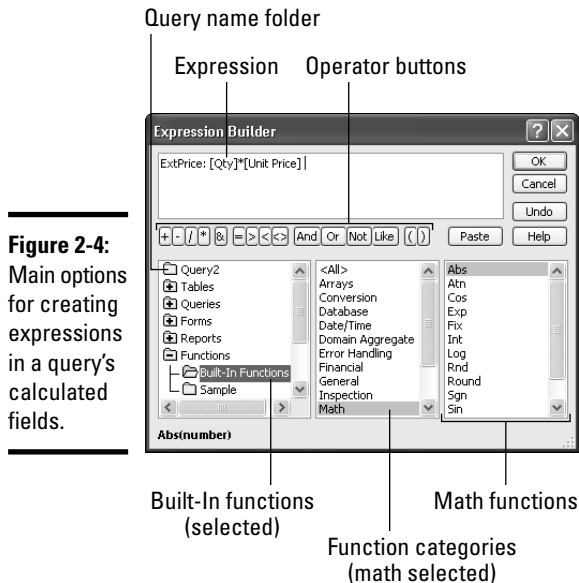 Query name folder
Expression
Operator buttons
Expression Builder
ExtPrice: [Qty]*[Unit Price]
OK
Cancel
Undo
+ - / * & = > < <> And Or Not Like ( )
Paste
Help
Query2
Tables
Queries
Forms
Reports
Functions
Built-In Functions
Sample
<All>
Arrays
Conversion
Database
Date/Time
Domain Aggregate
Error Handling
Financial
General
Inspection
Math
Abs
Atn
Cos
Exp
Fix
Int
Log
Rnd
Round
Sgn
Sin
Abs(number)
Figure 2-4:
Main options
for creating
expressions
in a query's
calculated
fields.
Built-In functions
(selected)
Math functions
Function categories
(math selected)